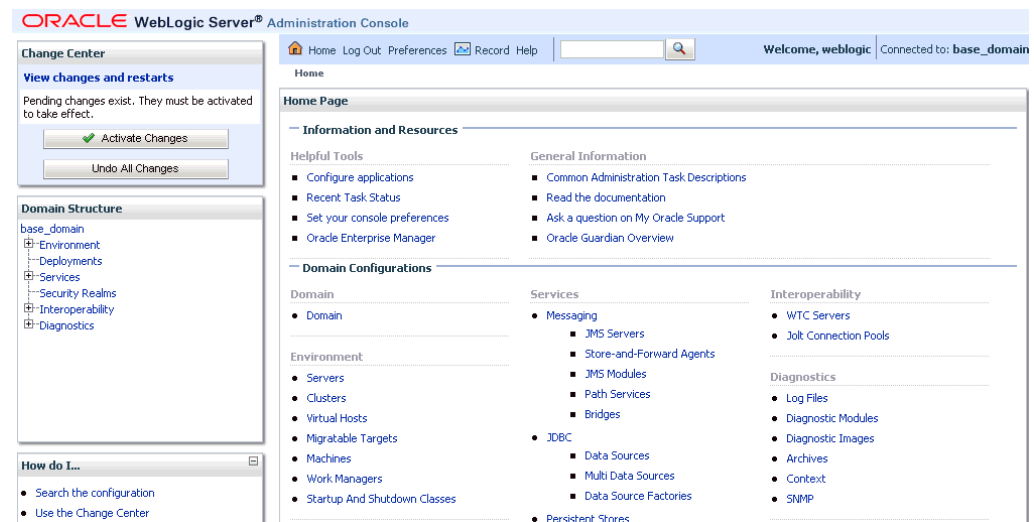 ORACLE WebLogic Server® Administration Console
Change Center
View changes and restarts
Pending changes exist. They must be activated
to take effect.
Activate Changes
Undo All Changes
Domain Structure
base_domain
Environment
Deployments
Services
Security Realms
Interoperability
Diagnostics
How do I...
Search the configuration
Use the Change Center
Home Log Out Preferences Record Help
Welcome, weblogic Connected to: base_domain
Home
Home Page
Information and Resources
Helpful Tools
Configure applications
Recent Task Status
Set your console preferences
Oracle Enterprise Manager
General Information
Common Administration Task Descriptions
Read the documentation
Ask a question on My Oracle Support
Oracle Guardian Overview
Domain Configurations
Domain
Domain
Environment
Servers
Clusters
Virtual Hosts
Migratable Targets
Machines
Work Managers
Startup And Shutdown Classes
Services
Messaging
JMS Servers
Store-and-Forward Agents
JMS Modules
Path Services
Bridges
JDBC
Data Sources
Multi Data Sources
Data Source Factories
Persistent Stores
Interoperability
WTC Servers
Jolt Connection Pools
Diagnostics
Log Files
Diagnostic Modules
Diagnostic Images
Archives
Context
SNMP